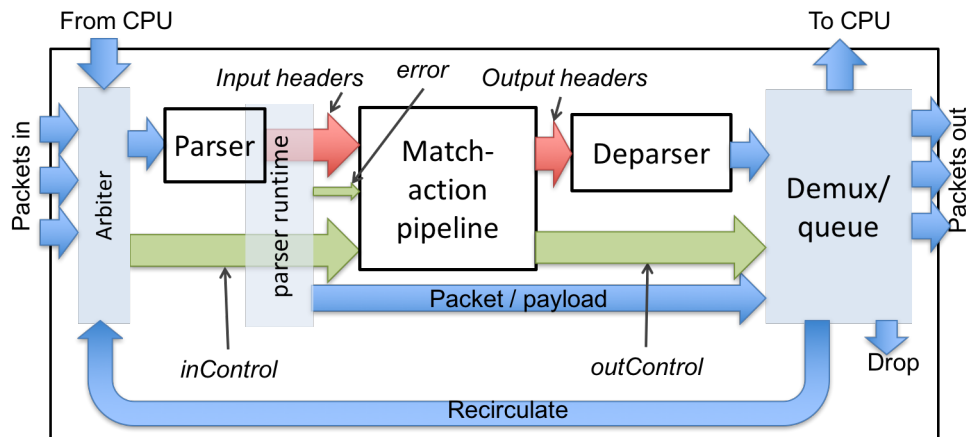 From CPU
To CPU
Input headers
error
Output headers
Packets in
Arbiter
Parser
parser runtime
Match-
action
pipeline
Deparser
Demux/
queue
Packets out
Packet / payload
inControl
outControl
Drop
Recirculate